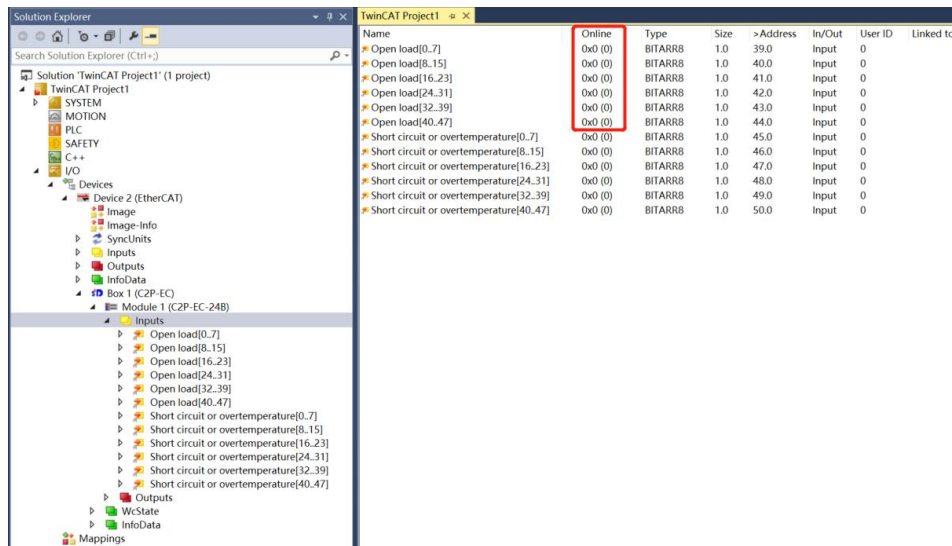 Solution Explorer
Search Solution Explorer (Ctrl+;)
Solution 'TwinCAT Project1' (1 project)
TwinCAT Project1
SYSTEM
MOTION
PLC
SAFETY
C++
I/O
Devices
Device 2 (EtherCAT)
Image
Image-Info
SyncUnits
Inputs
Outputs
InfoData
Box 1 (C2P-EC)
Module 1 (C2P-EC-24B)
Inputs
Open load[0..7]
Open load[8..15]
Open load[16..23]
Open load[24..31]
Open load[32..39]
Open load[40..47]
Short circuit or overtemperature[0..7]
Short circuit or overtemperature[8..15]
Short circuit or overtemperature[16..23]
Short circuit or overtemperature[24..31]
Short circuit or overtemperature[32..39]
Short circuit or overtemperature[40..47]
Outputs
WcState
InfoData
Mappings
TwinCAT Project1
Name Online Type Size >Address In/Out User ID Linked to
Open load[0..7] 0x0 (0) BITARR8 1.0 39.0 Input 0
Open load[8..15] 0x0 (0) BITARR8 1.0 40.0 Input 0
Open load[16..23] 0x0 (0) BITARR8 1.0 41.0 Input 0
Open load[24..31] 0x0 (0) BITARR8 1.0 42.0 Input 0
Open load[32..39] 0x0 (0) BITARR8 1.0 43.0 Input 0
Open load[40..47] 0x0 (0) BITARR8 1.0 44.0 Input 0
Short circuit or overtemperature[0..7] 0x0 (0) BITARR8 1.0 45.0 Input 0
Short circuit or overtemperature[8..15] 0x0 (0) BITARR8 1.0 46.0 Input 0
Short circuit or overtemperature[16..23] 0x0 (0) BITARR8 1.0 47.0 Input 0
Short circuit or overtemperature[24..31] 0x0 (0) BITARR8 1.0 48.0 Input 0
Short circuit or overtemperature[32..39] 0x0 (0) BITARR8 1.0 49.0 Input 0
Short circuit or overtemperature[40..47] 0x0 (0) BITARR8 1.0 50.0 Input 0